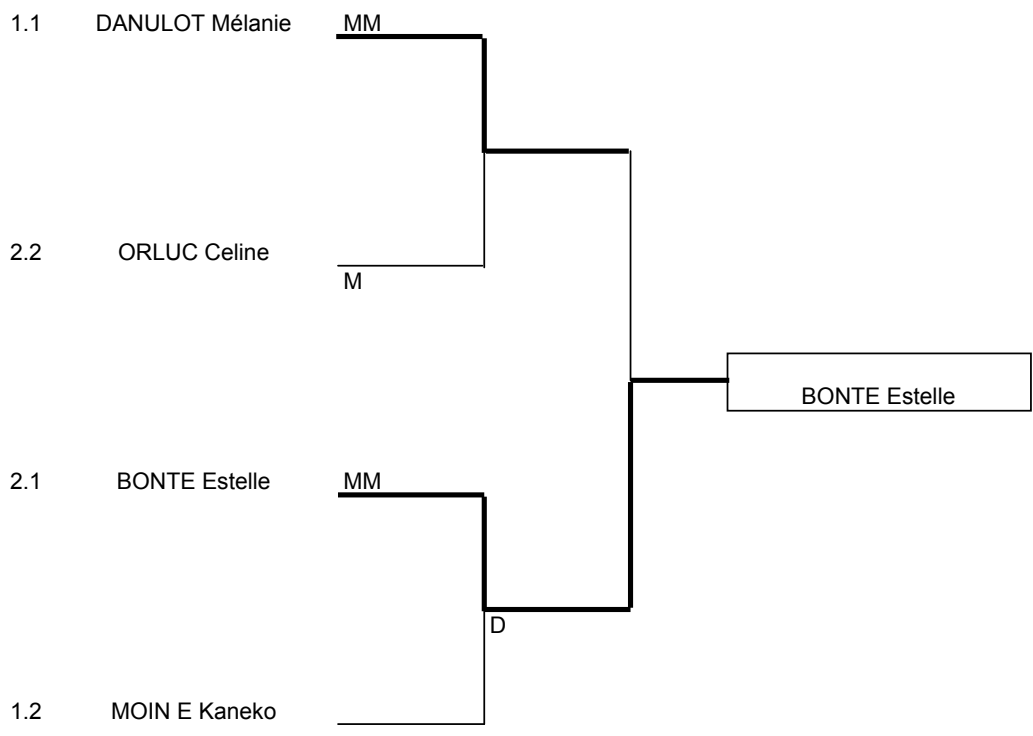 1.1 DANULOT Mélanie MM
2.2 ORLUC Celine
M
BONTE Estelle
2.1 BONTE Estelle MM
D
1.2 MOIN E Kaneko